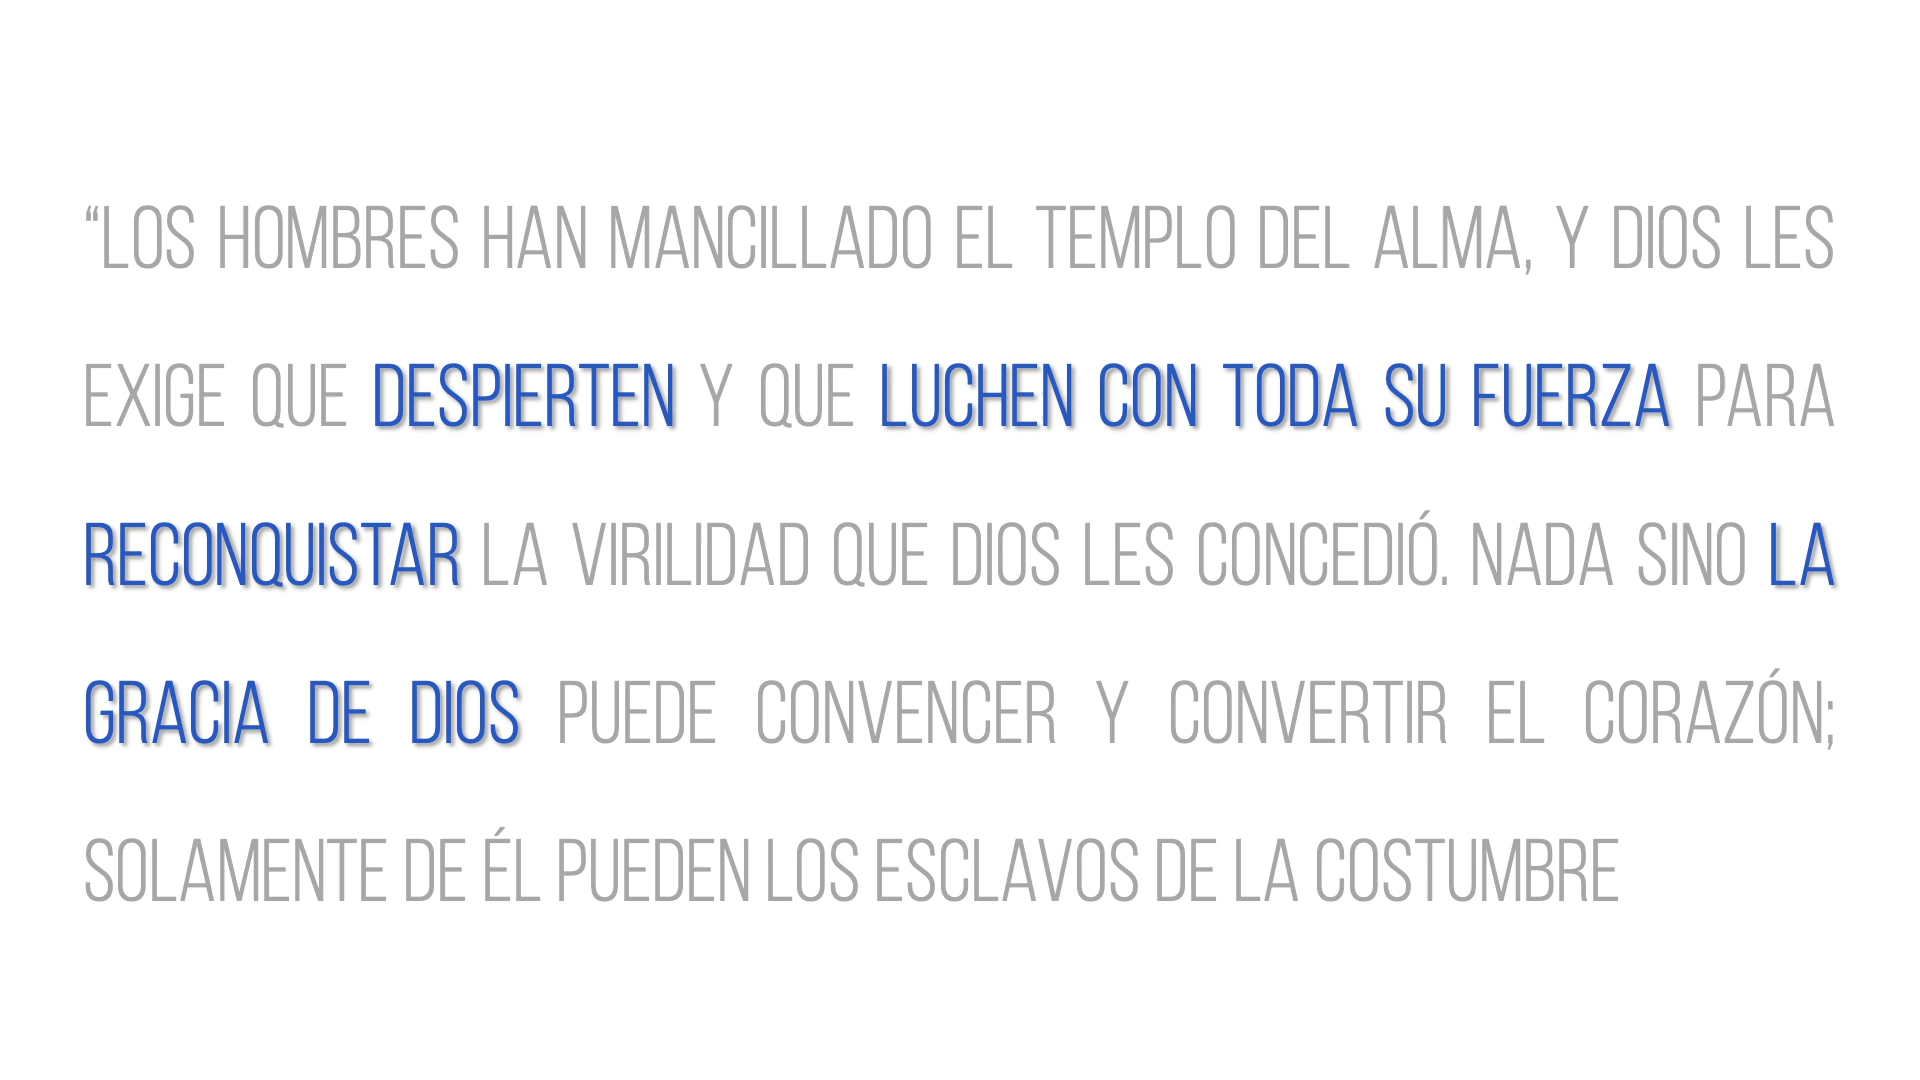 “LOS HOMBRES HAN MANCILLADO EL TEMPLO DEL ALMA, Y DIOS LES
EXIGE QUE DESPIERTEN Y QUE LUCHEN CON TODA SU FUERZA PARA
RECONQUISTAR LA VIRILIDAD QUE DIOS LES CONCEDIÓ. NADA SINO LA
GRACIA DE DIOS PUEDE CONVENCER Y CONVERTIR EL CORAZÓN;
SOLAMENTE DE ÉL PUEDEN LOS ESCLAVOS DE LA COSTUMBRE